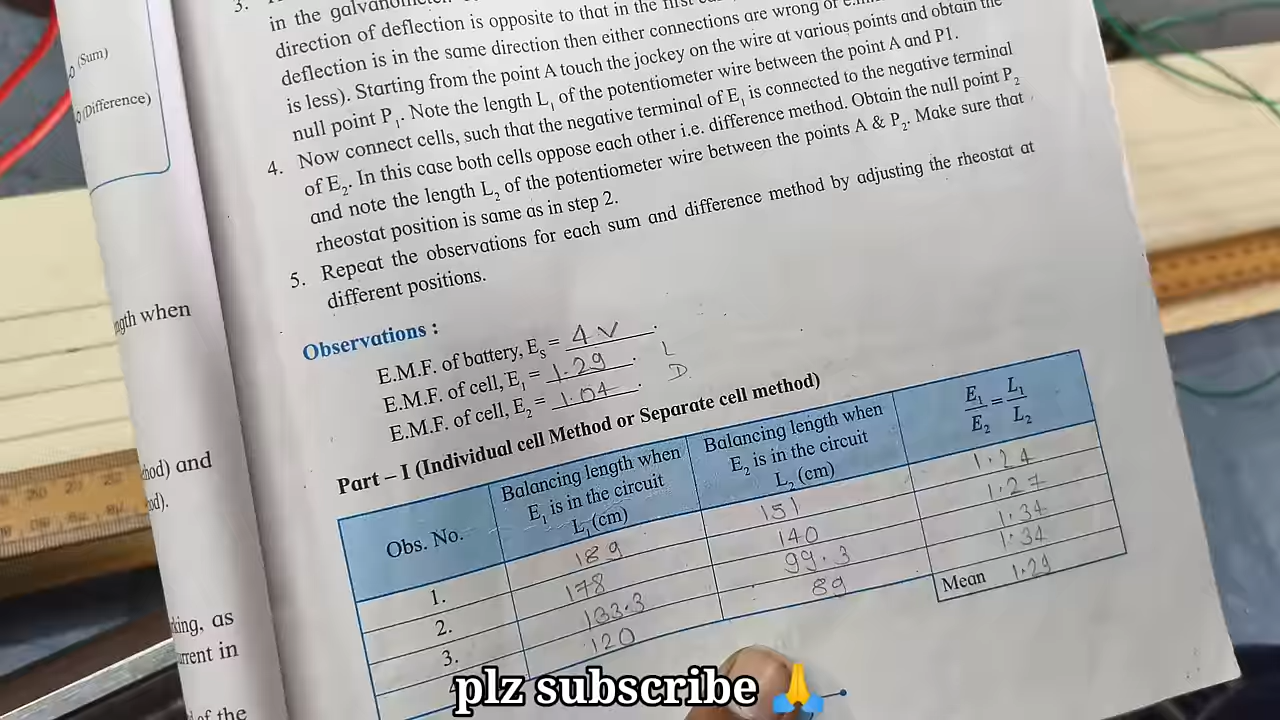 (Sum)
(Difference)
ngth when
hod) and
od).
king, as
urrent in
of the
3.
in the galvanometer.
direction of deflection is opposite to that in the first
deflection is in the same direction then either connections are wrong or
is less). Starting from the point A touch the jockey on the wire at various points and obtain the
null point P₁. Note the length L₁ of the potentiometer wire between the point A and P1.
4. Now connect cells, such that the negative terminal of E₁ is connected to the negative terminal
of E₂. In this case both cells oppose each other i.e. difference method. Obtain the null point P₂
and note the length L₂ of the potentiometer wire between the points A & P₂. Make sure that
rheostat position is same as in step 2.
5. Repeat the observations for each sum and difference method by adjusting the rheostat at
different positions.
Observations :
E.M.F. of battery, Eₛ = 4 V.
E.M.F. of cell, E₁ = 1.29. L
E.M.F. of cell, E₂ = 1.04. D
Part – I (Individual cell Method or Separate cell method)
Obs. No. Balancing length when E₁ is in the circuit L₁ (cm) Balancing length when E₂ is in the circuit L₂ (cm) E₁/E₂ = L₁/L₂
1. 189 151 1.24
2. 178 140 1.27
3. 133.3 99.3 1.34
120 89 1.34
Mean 1.29
plz subscribe 🙏